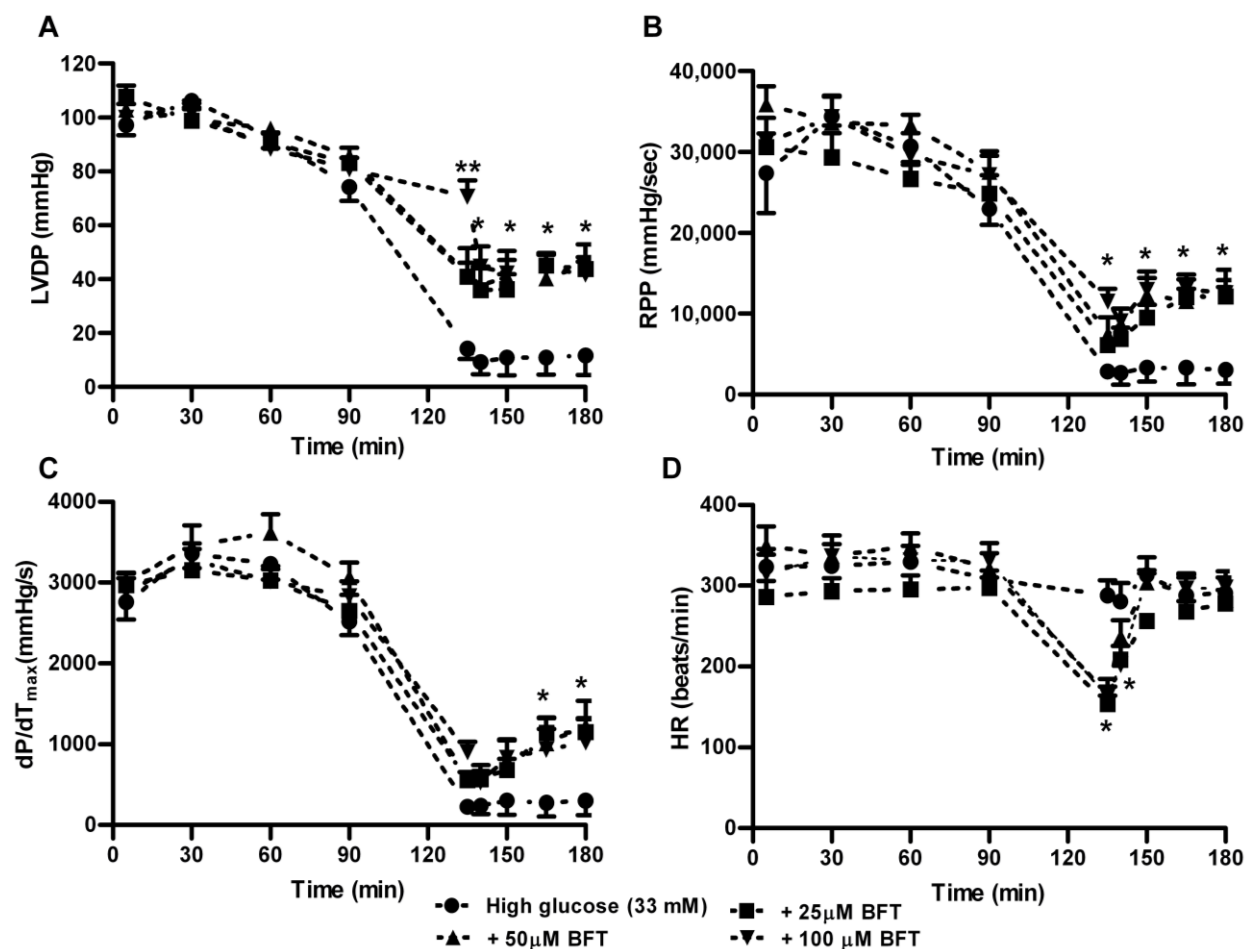 A
120
100
80
60
40
20
0
LVDP (mmHg)
**
*
*
*
*
0 30 60 90 120 150 180
Time (min)
B
40,000
30,000
20,000
10,000
0
RPP (mmHg/sec)
*
*
*
*
0 30 60 90 120 150 180
Time (min)
C
4000
3000
2000
1000
0
dP/dTmax(mmHg/s)
*
*
0 30 60 90 120 150 180
Time (min)
D
400
300
200
100
0
HR (beats/min)
*
*
0 30 60 90 120 150 180
Time (min)
High glucose (33 mM)
+ 25μM BFT
+ 50μM BFT
+ 100 μM BFT